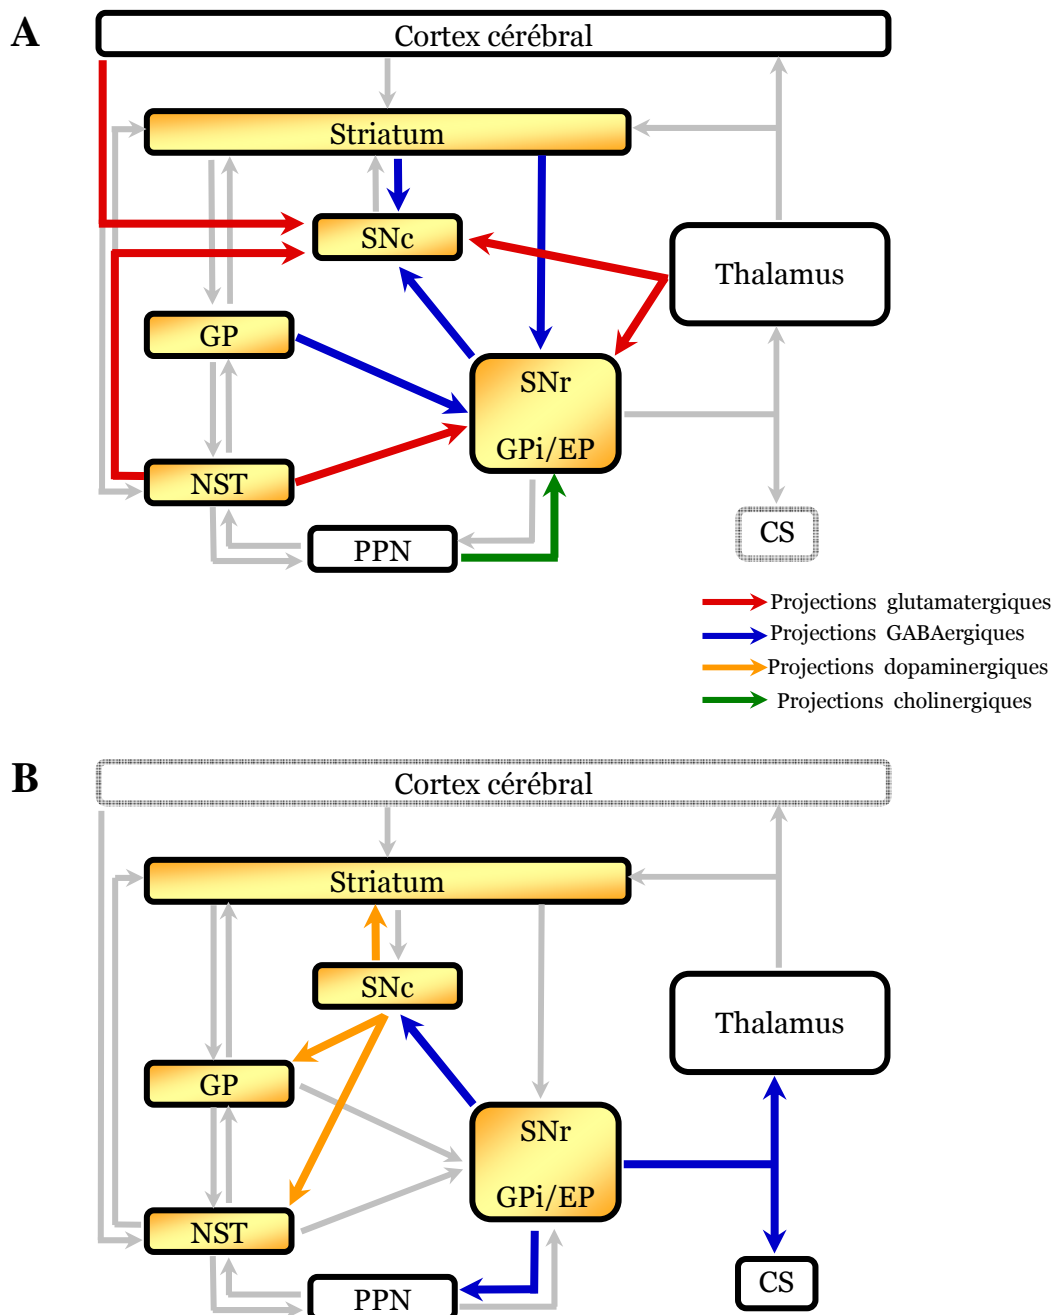 A
Cortex cérébral
Striatum
SNc
Thalamus
GP
SNr
GPi/EP
NST
PPN
CS
Projections glutamatergiques
Projections GABAergiques
Projections dopaminergiques
Projections cholinergiques
B
Cortex cérébral
Striatum
SNc
Thalamus
GP
SNr
GPi/EP
NST
PPN
CS